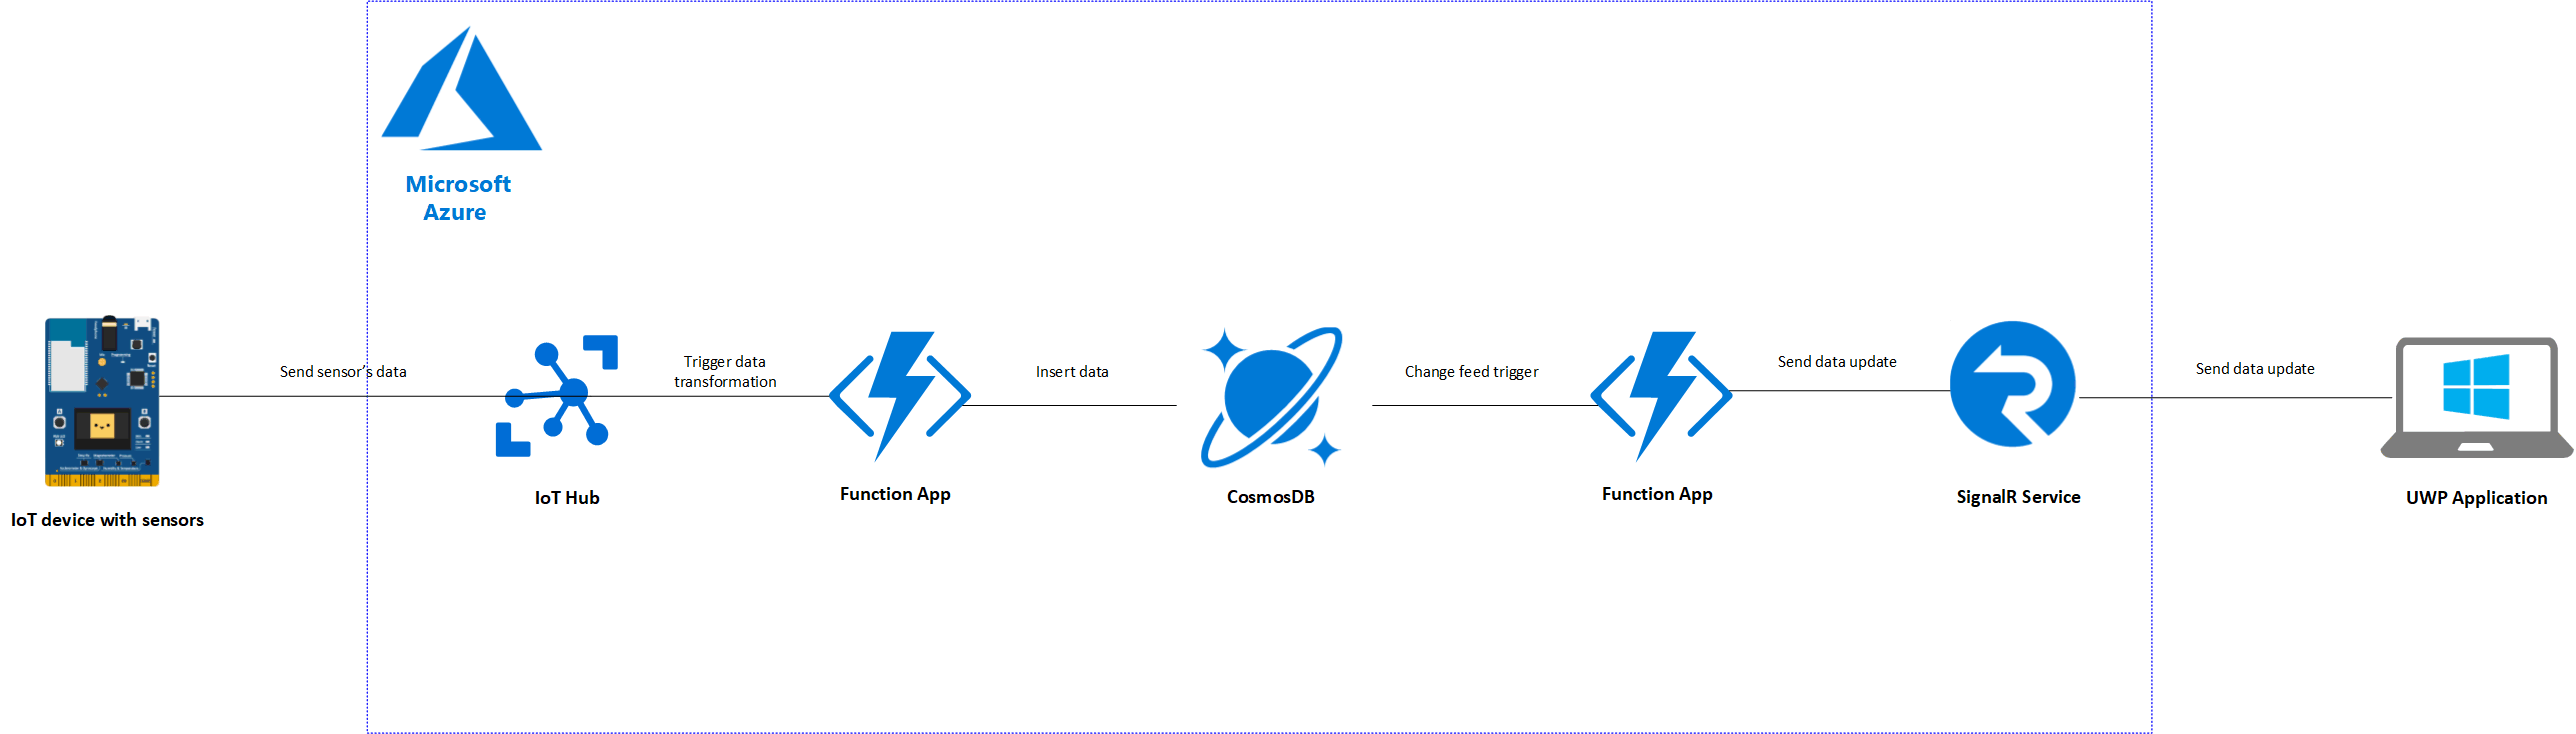 Microsoft
Azure
Send sensor's data
Trigger data
transformation
Insert data
Change feed trigger
Send data update
Send data update
IoT device with sensors
IoT Hub
Function App
CosmosDB
Function App
SignalR Service
UWP Application